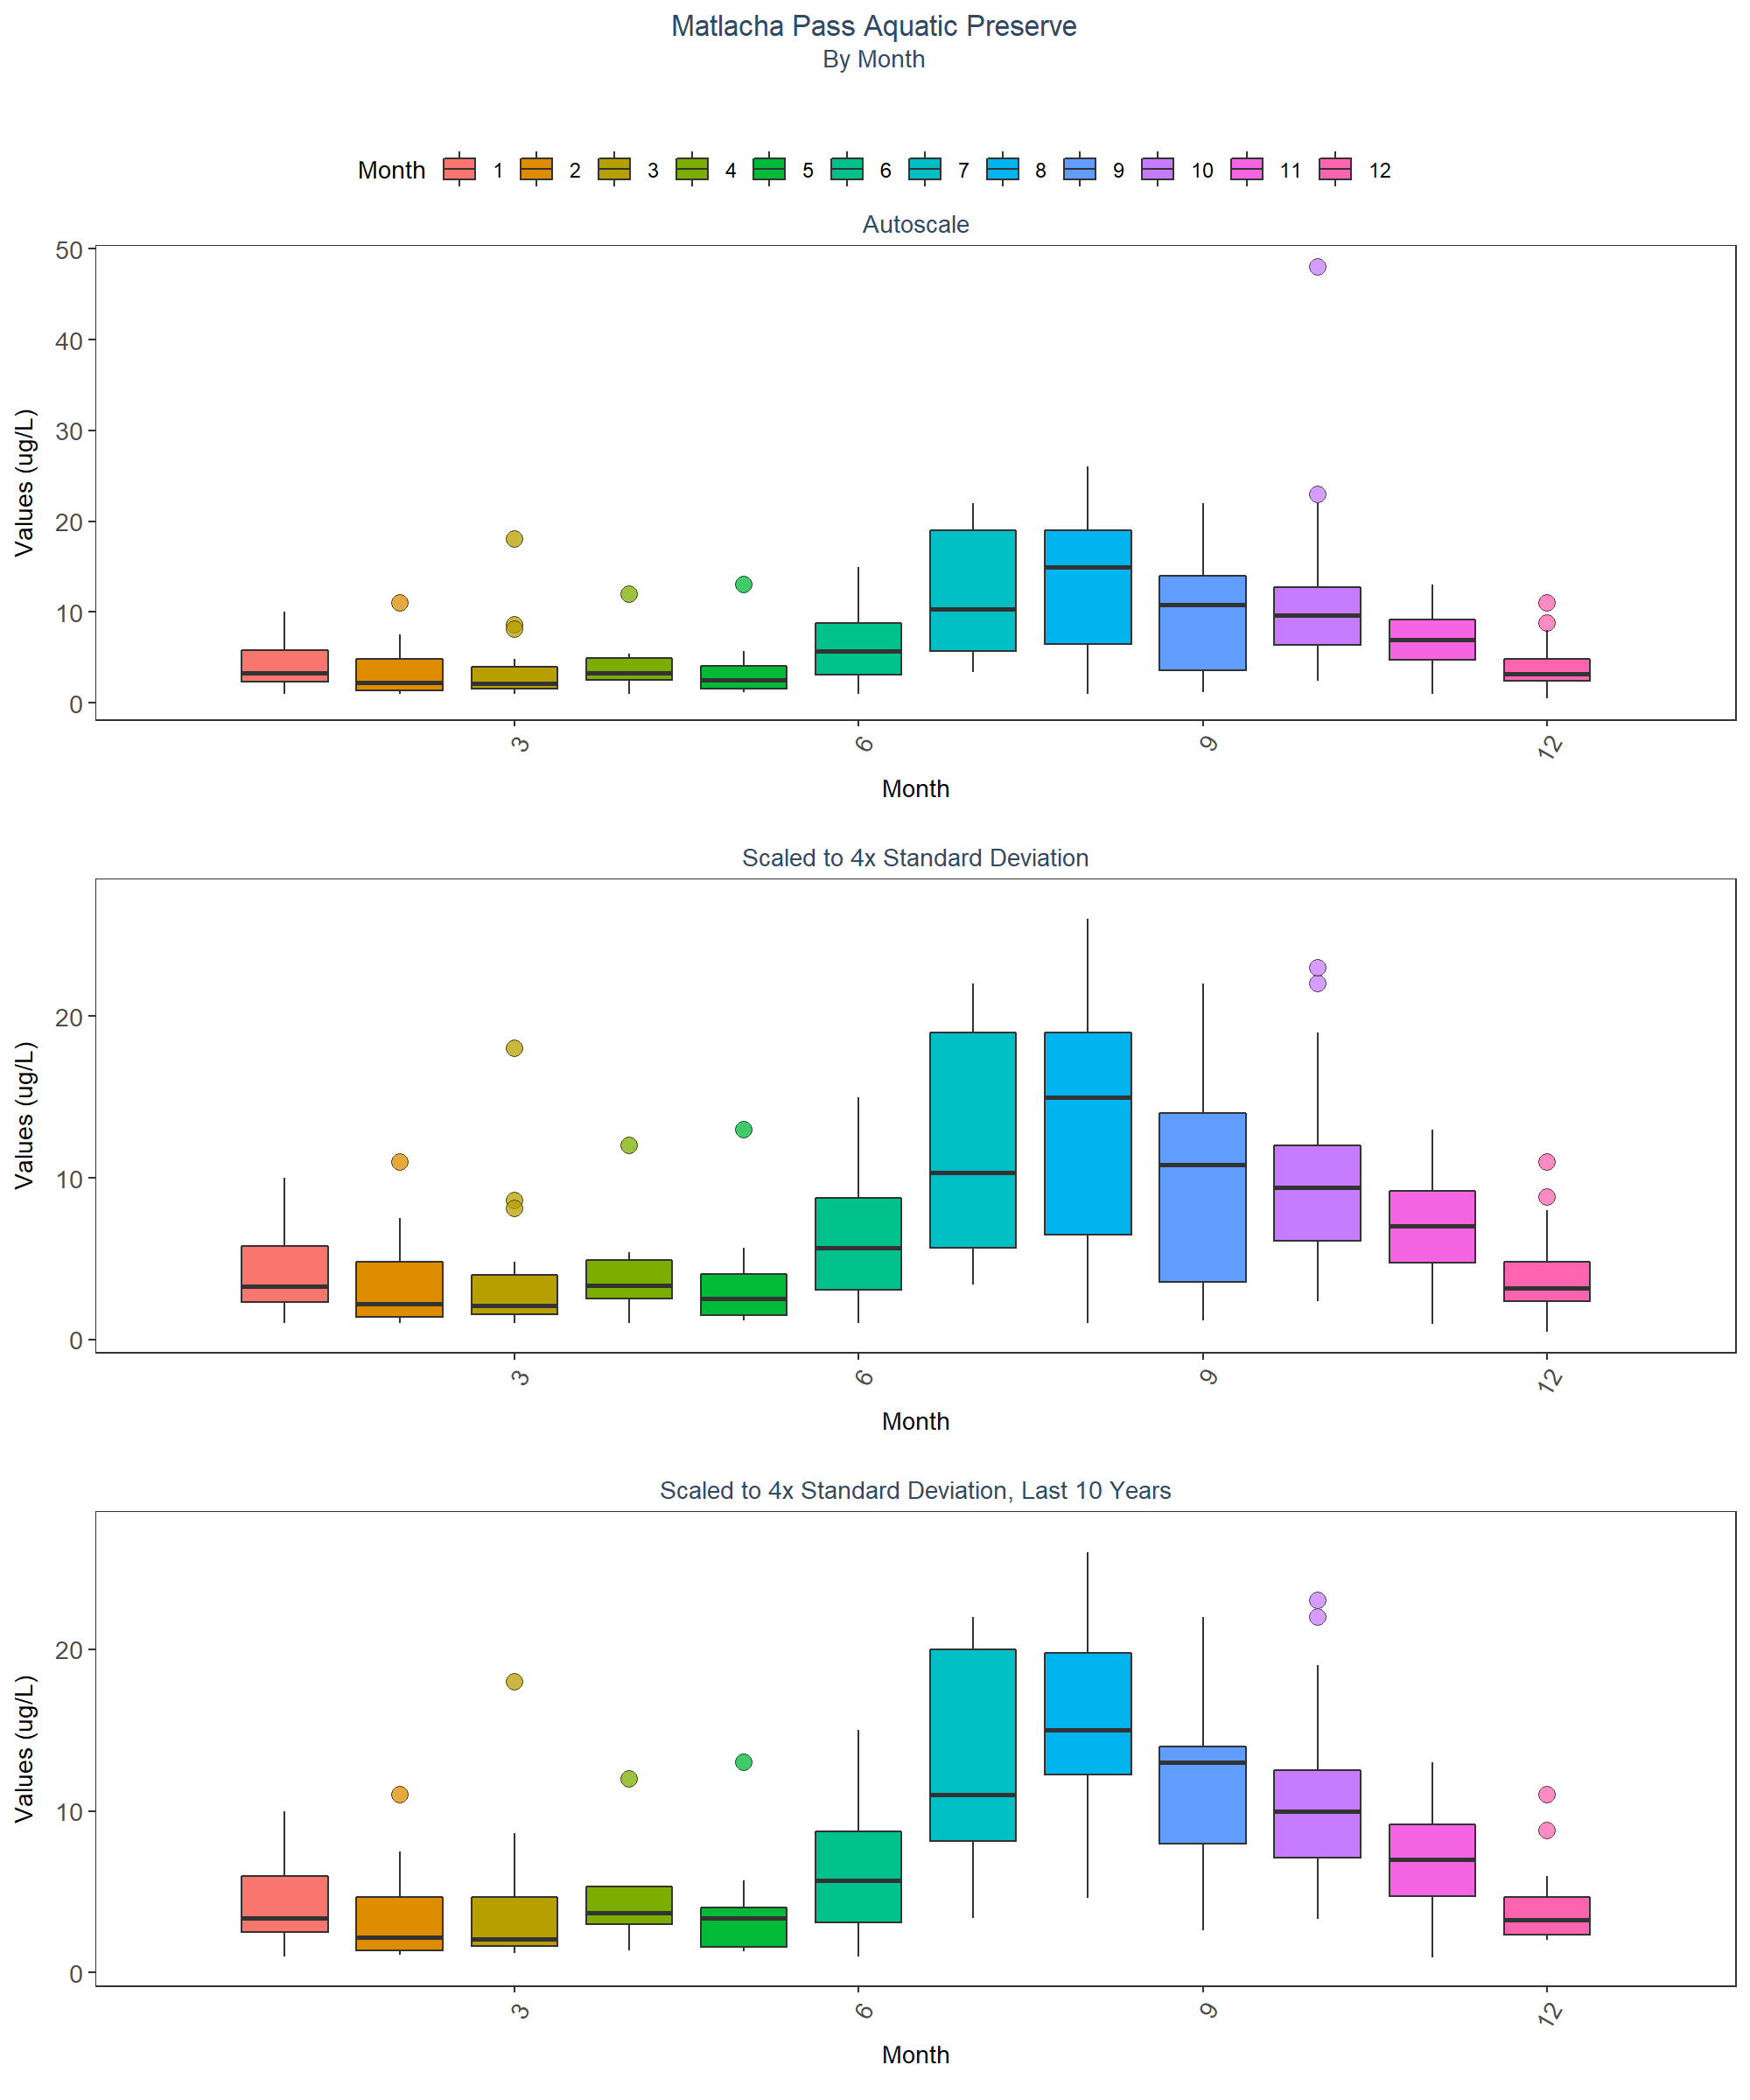 Matlacha Pass Aquatic Preserve
By Month
Month 1 2 3 4 5 6 7 8 9 10 11 12
Autoscale
Values (ug/L)
50
40
30
20
10
0
3 6 9 12
Month
Scaled to 4x Standard Deviation
Values (ug/L)
20
10
0
3 6 9 12
Month
Scaled to 4x Standard Deviation, Last 10 Years
Values (ug/L)
20
10
0
3 6 9 12
Month